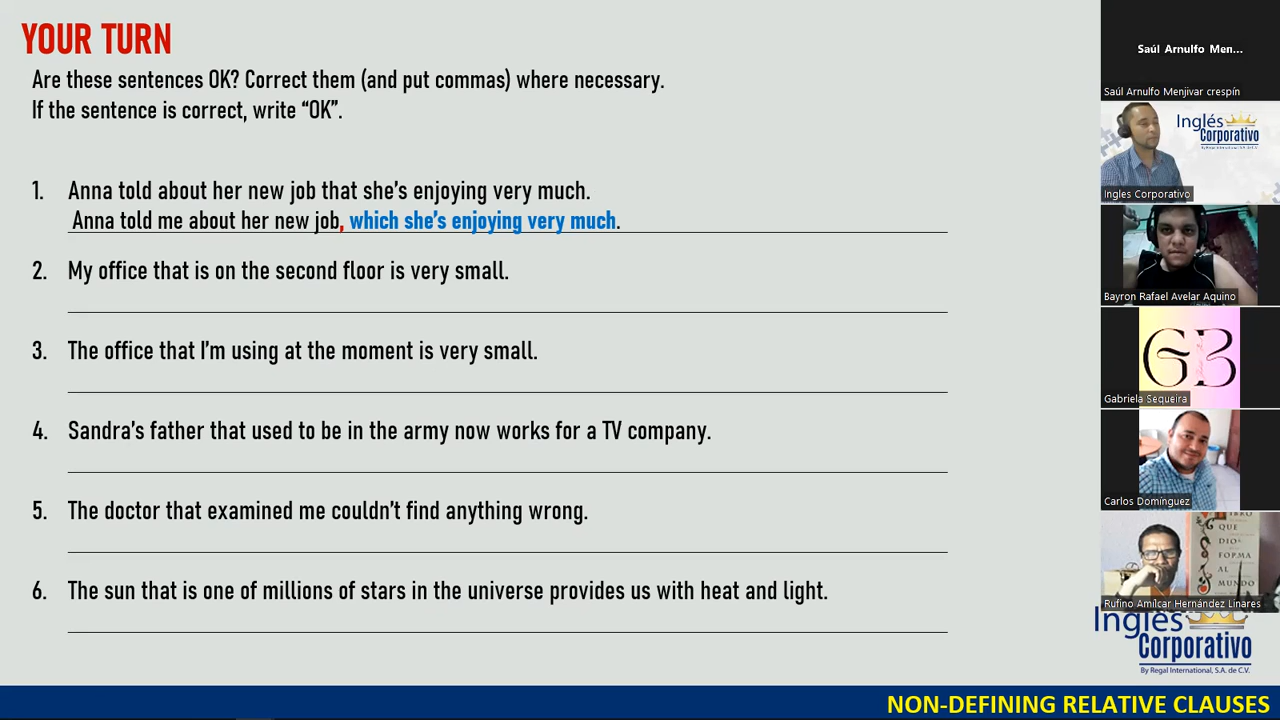 YOUR TURN
Are these sentences OK? Correct them (and put commas) where necessary.
If the sentence is correct, write “OK”.
1. Anna told about her new job that she’s enjoying very much.
Anna told me about her new job, which she’s enjoying very much.
2. My office that is on the second floor is very small.
3. The office that I’m using at the moment is very small.
4. Sandra’s father that used to be in the army now works for a TV company.
5. The doctor that examined me couldn’t find anything wrong.
6. The sun that is one of millions of stars in the universe provides us with heat and light.
Saúl Arnulfo Men...
Saúl Arnulfo Menjivar crespín
Inglés
Corporativo
By Regal International, S.A. de C.V.
Ingles Corporativo
Bayron Rafael Avelar Aquino
GB
Gabriela Sequeira
Carlos Domínguez
LIBRO
QUE
DIO
FORMA
AL
MUNDO
Rufino Amílcar Hernández Linares
Inglés
Corporativo
By Regal International, S.A. de C.V.
NON-DEFINING RELATIVE CLAUSES